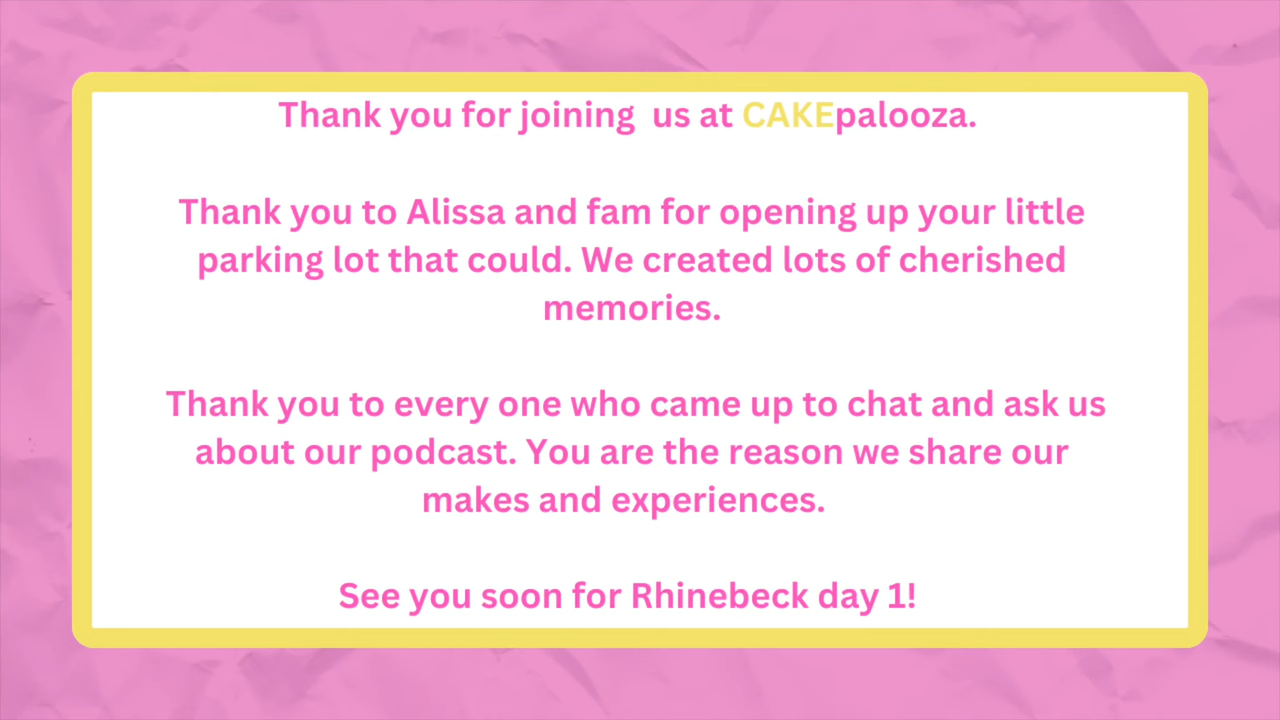 Thank you for joining  us at CAKEpalooza.
Thank you to Alissa and fam for opening up your little
parking lot that could. We created lots of cherished
memories.
Thank you to every one who came up to chat and ask us
about our podcast. You are the reason we share our
makes and experiences.
See you soon for Rhinebeck day 1!